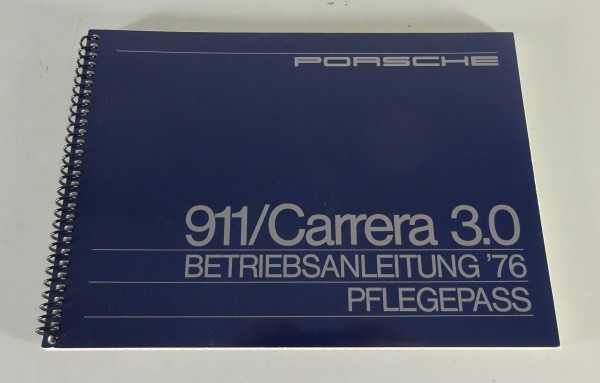 PORSCHE
911/Carrera 3.0
BETRIEBSANLEITUNG '76
PFLEGEPASS